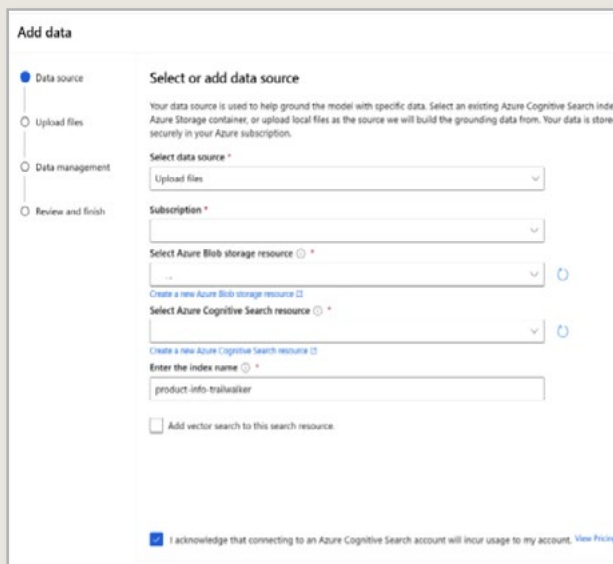 Add data
Data source
Upload files
Data management
Review and finish
Select or add data source
Your data source is used to help ground the model with specific data. Select an existing Azure Cognitive Search inde
Azure Storage container, or upload local files as the source we will build the grounding data from. Your data is store
securely in your Azure subscription.
Select data source *
Upload files
Subscription *
Select Azure Blob storage resource *
Create a new Azure Blob storage resource
Select Azure Cognitive Search resource *
Create a new Azure Cognitive Search resource
Enter the index name *
product-info-trailwalker
Add vector search to this search resource.
I acknowledge that connecting to an Azure Cognitive Search account will incur usage to my account. View Pricing